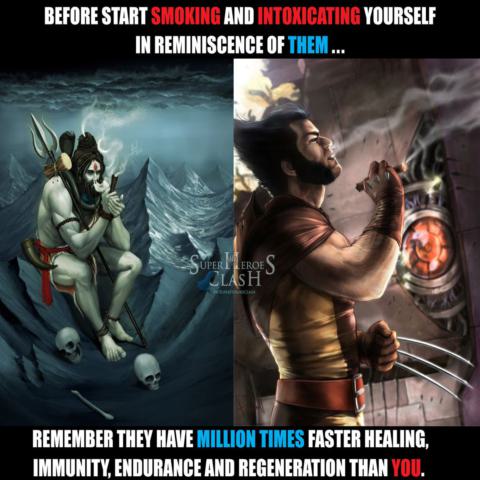 BEFORE START SMOKING AND INTOXICATING YOURSELF
IN REMINISCENCE OF THEM ...
SUPERHEROES
CLASH
REMEMBER THEY HAVE MILLION TIMES FASTER HEALING,
IMMUNITY, ENDURANCE AND REGENERATION THAN YOU.